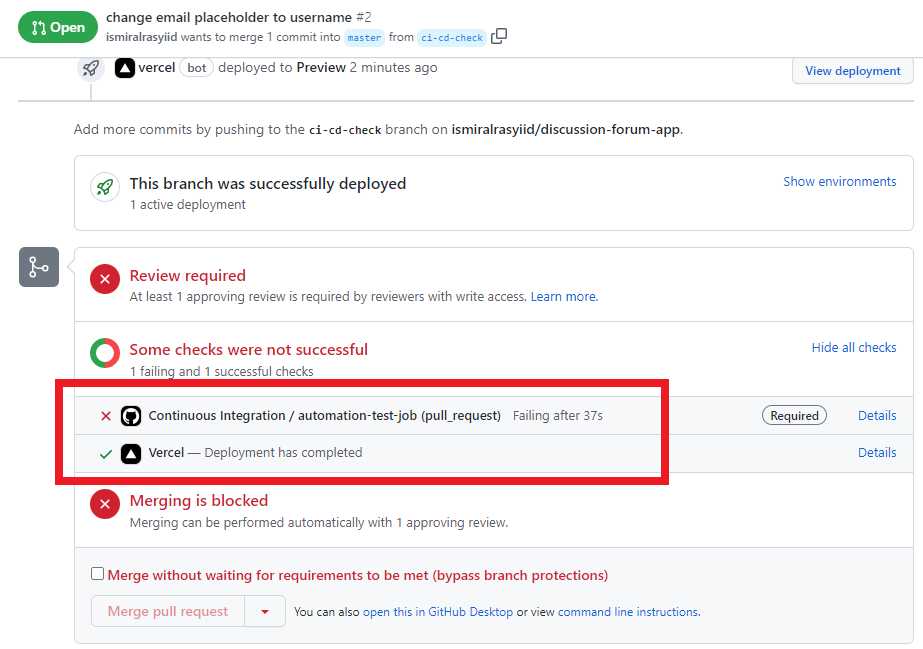 Open
change email placeholder to username #2
ismiralrasyiid wants to merge 1 commit into master from ci-cd-check
vercel bot deployed to Preview 2 minutes ago
View deployment
Add more commits by pushing to the ci-cd-check branch on ismiralrasyiid/discussion-forum-app.
This branch was successfully deployed
Show environments
1 active deployment
Review required
At least 1 approving review is required by reviewers with write access. Learn more.
Some checks were not successful
Hide all checks
1 failing and 1 successful checks
Continuous Integration / automation-test-job (pull_request) Failing after 37s
Required
Details
Vercel — Deployment has completed
Details
Merging is blocked
Merging can be performed automatically with 1 approving review.
Merge without waiting for requirements to be met (bypass branch protections)
Merge pull request
You can also open this in GitHub Desktop or view command line instructions.